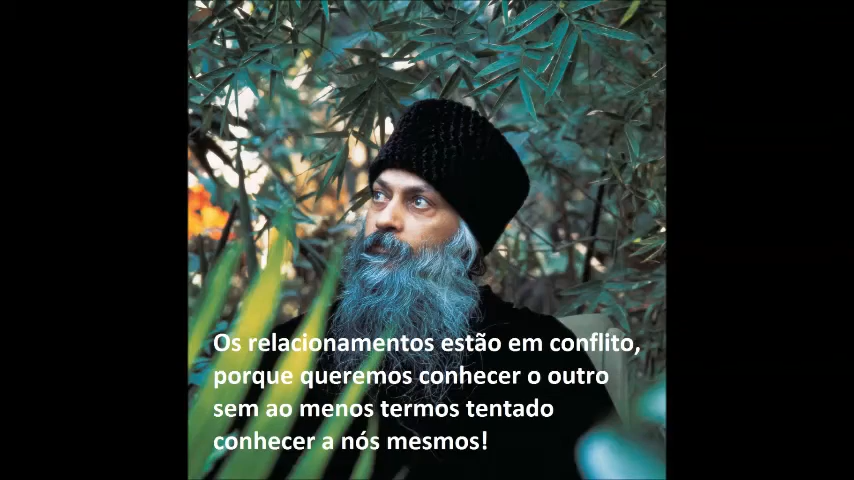 Os relacionamentos estão em conflito,
porque queremos conhecer o outro
sem ao menos termos tentado
conhecer a nós mesmos!